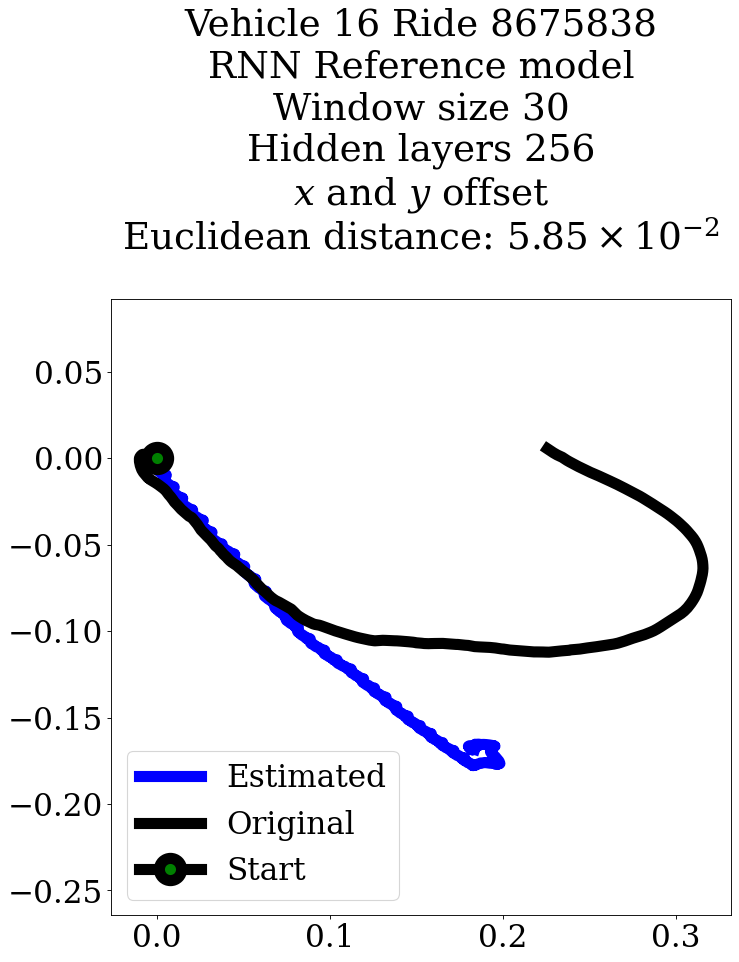 Vehicle 16 Ride 8675838
RNN Reference model
Window size 30
Hidden layers 256
x and y offset
Euclidean distance: 5.85 × 10⁻²
0.05
0.00
−0.05
−0.10
−0.15
−0.20
−0.25
Estimated
Original
Start
0.0 0.1 0.2 0.3